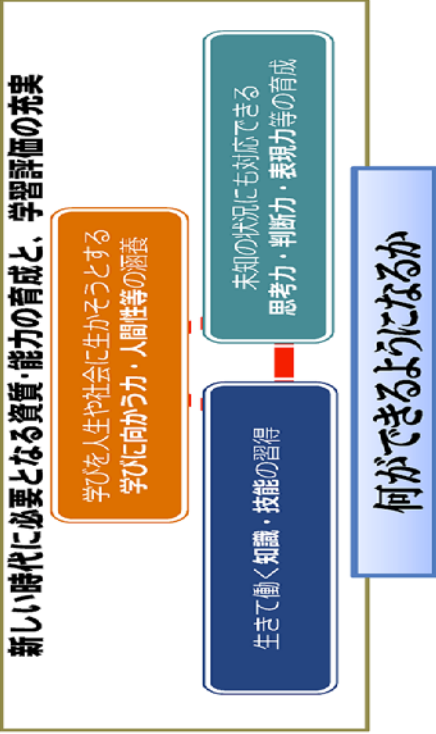 新しい時代に必要となる資質・能力の育成と、学習評価の充実
学びを人生や社会に生かそうとする
学びに向かう力・人間性等の涵養
生きて働く知識・技能の習得
未知の状況にも対応できる
思考力・判断力・表現力等の育成
何ができるようになるか